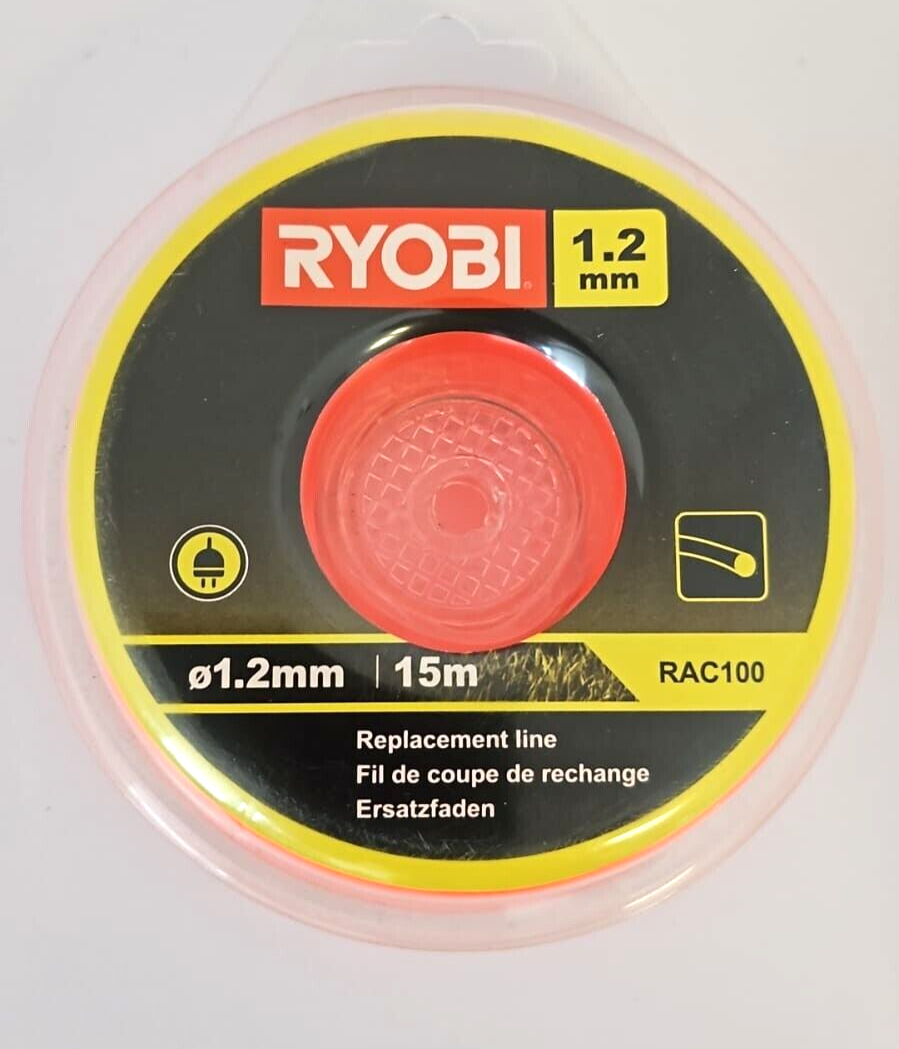 RYOBI
1.2
mm
ø1.2mm | 15m
RAC100
Replacement line
Fil de coupe de rechange
Ersatzfaden